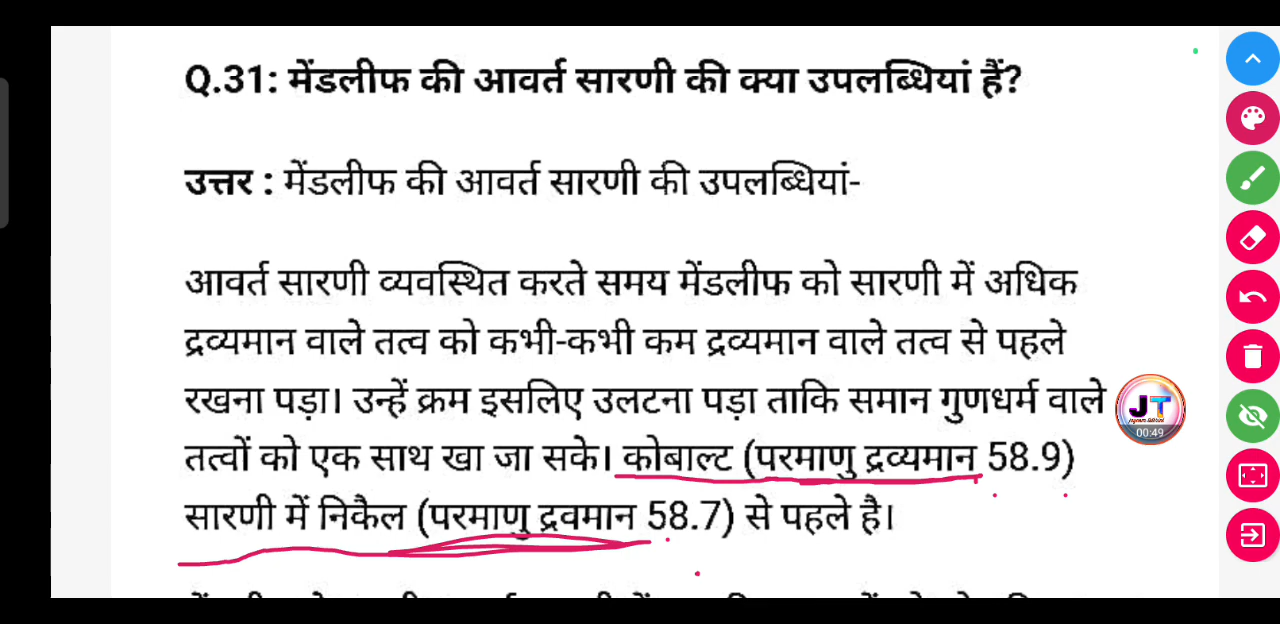 Q.31: मेंडलीफ की आवर्त सारणी की क्या उपलब्धियां हैं?
उत्तर : मेंडलीफ की आवर्त सारणी की उपलब्धियां-
आवर्त सारणी व्यवस्थित करते समय मेंडलीफ को सारणी में अधिक
द्रव्यमान वाले तत्व को कभी-कभी कम द्रव्यमान वाले तत्व से पहले
रखना पड़ा। उन्हें क्रम इसलिए उलटना पड़ा ताकि समान गुणधर्म वाले
तत्वों को एक साथ खा जा सके। कोबाल्ट (परमाणु द्रव्यमान 58.9)
सारणी में निकैल (परमाणु द्रवमान 58.7) से पहले है।
JT
00:49